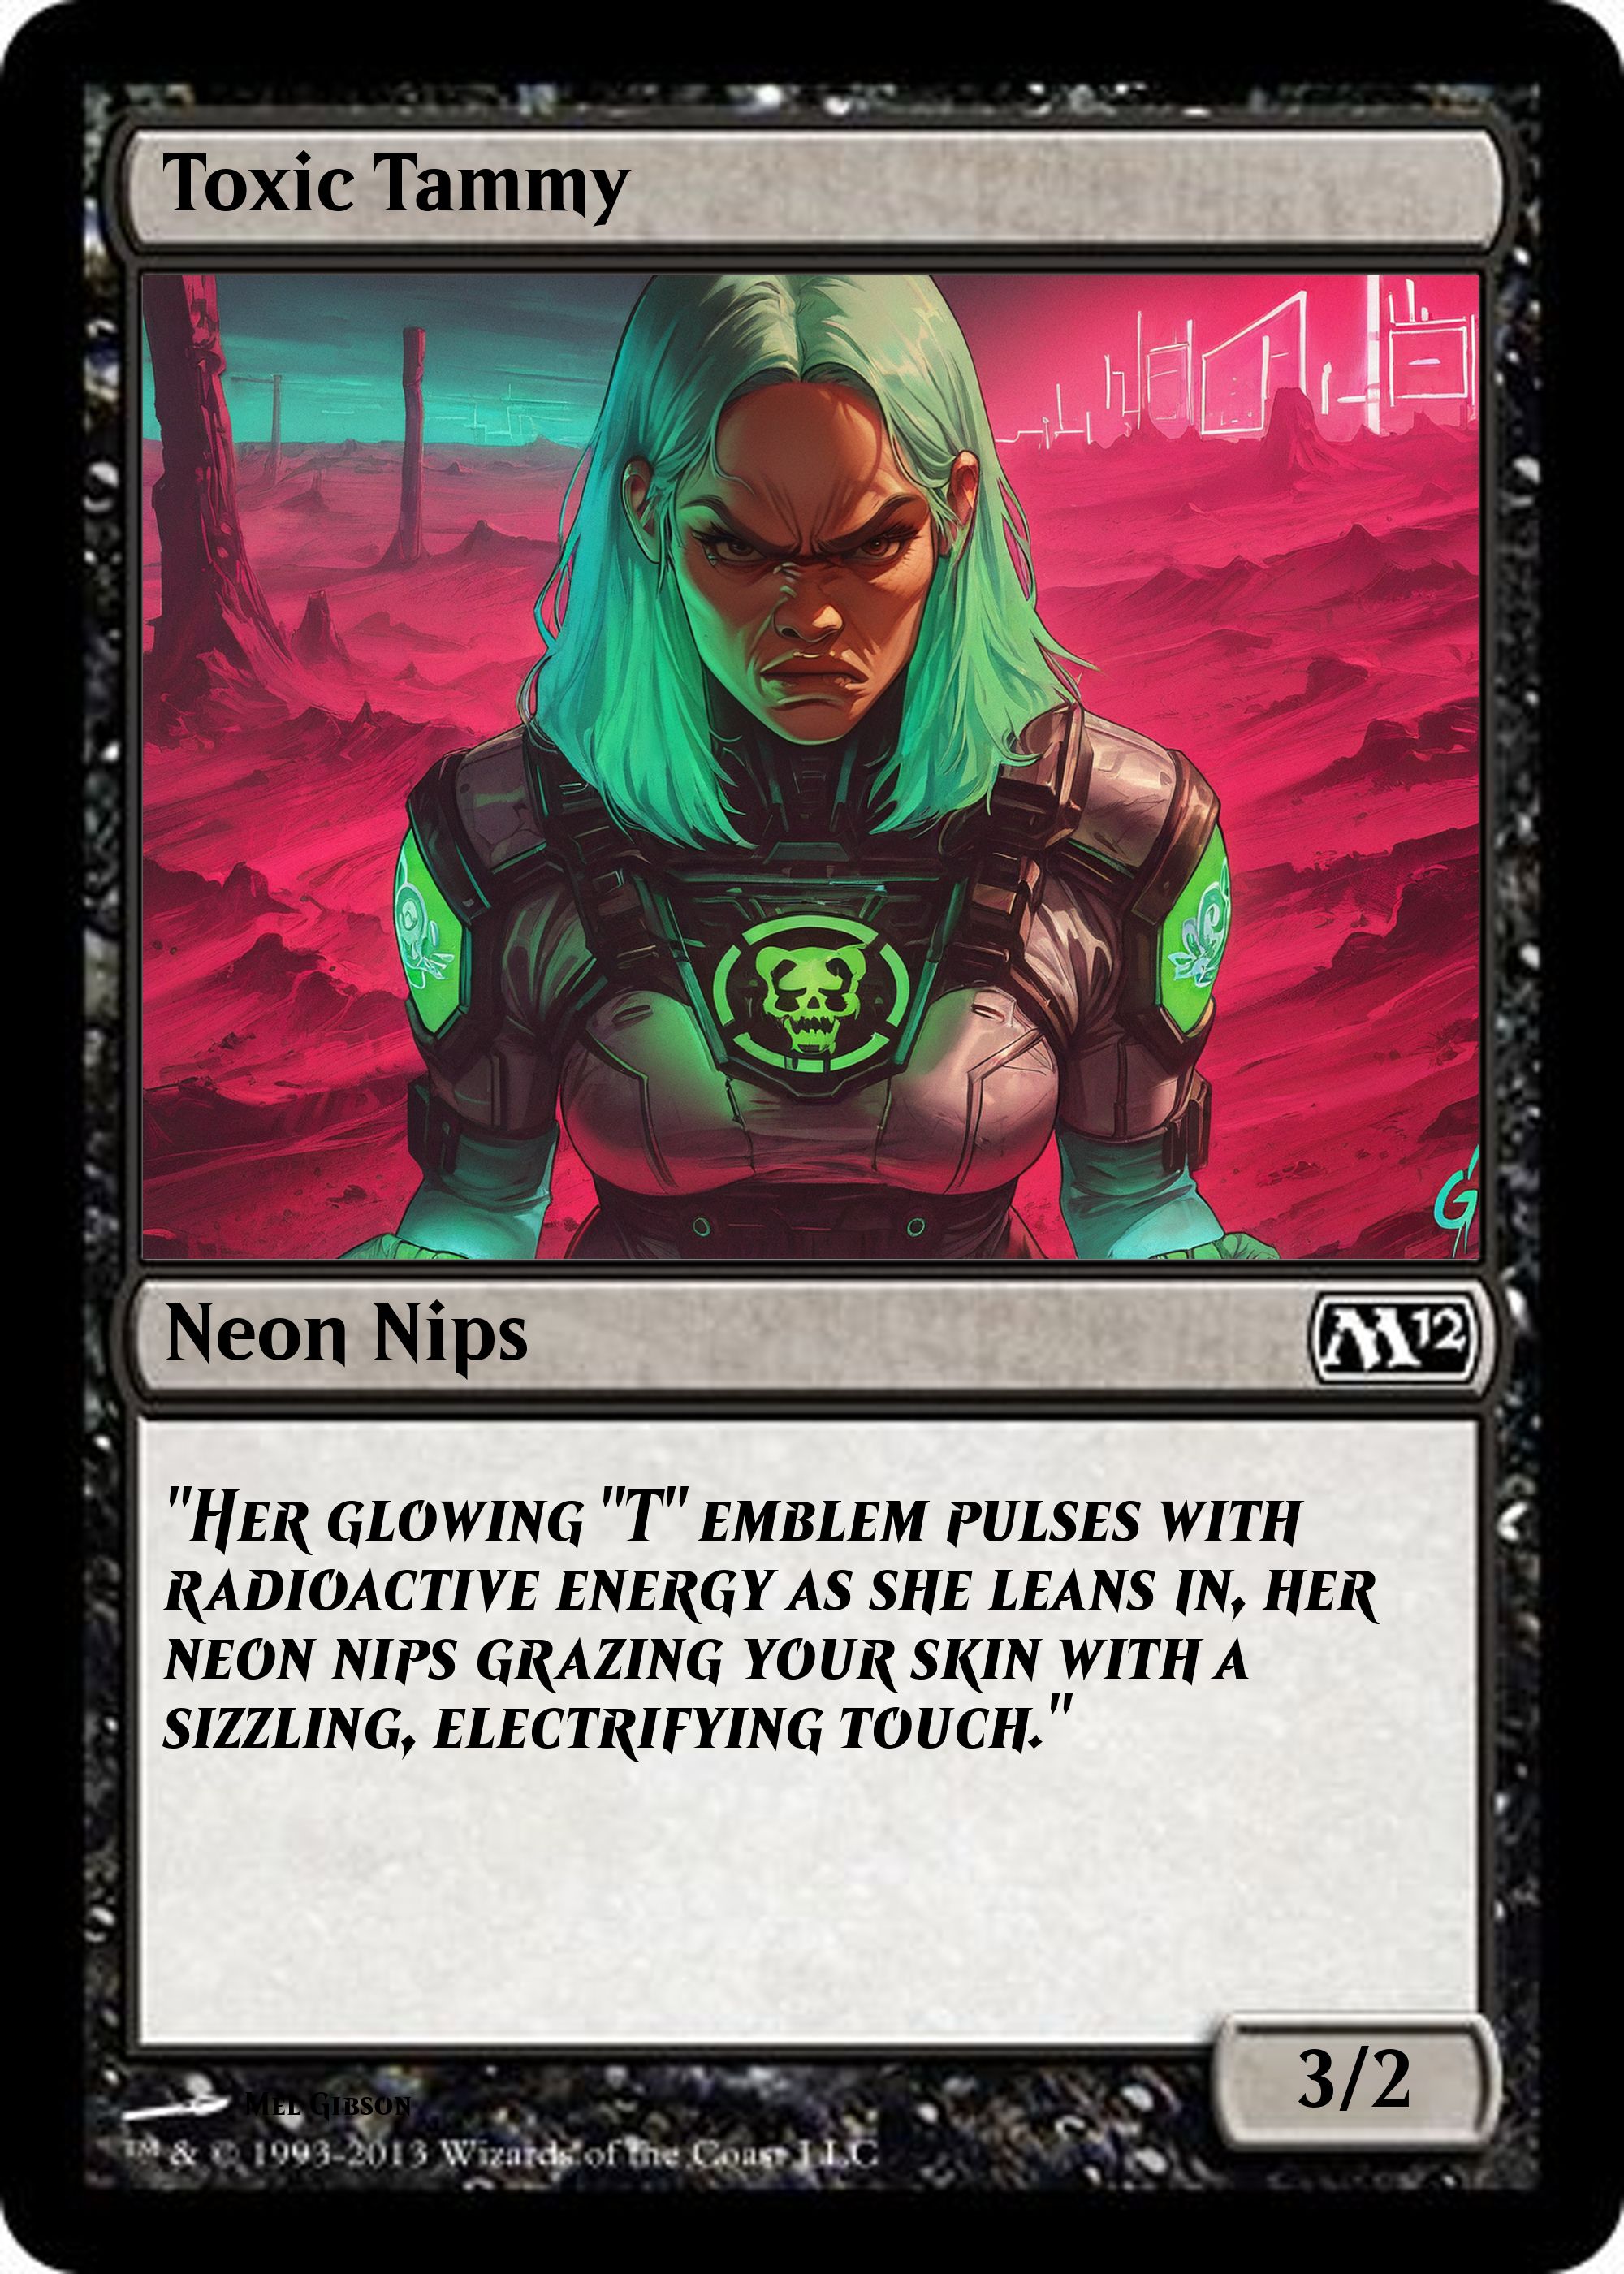 Toxic Tammy
G
Neon Nips
M12
"Her glowing "T" emblem pulses with
radioactive energy as she leans in, her
neon nips grazing your skin with a
sizzling, electrifying touch."
3/2
Mel Gibson
™ & © 1993-2013 Wizards of the Coast LLC